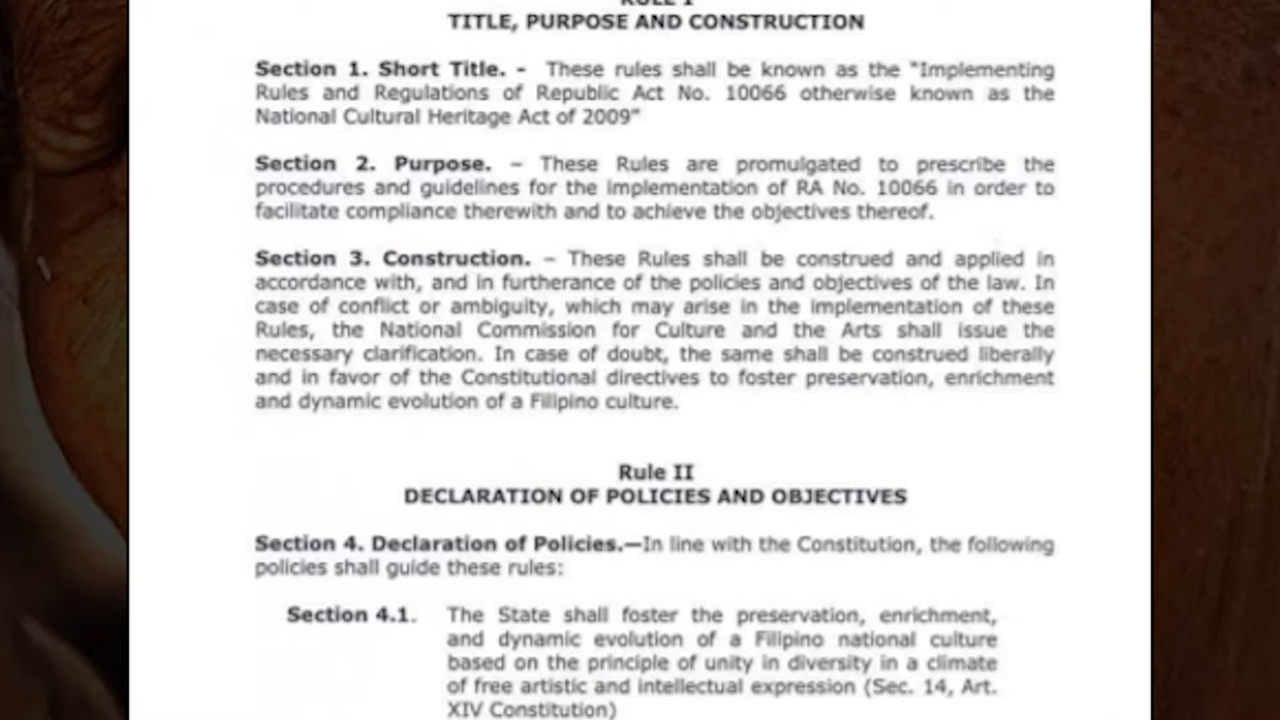 RULE I
TITLE, PURPOSE AND CONSTRUCTION
Section 1. Short Title. - These rules shall be known as the "Implementing
Rules and Regulations of Republic Act No. 10066 otherwise known as the
National Cultural Heritage Act of 2009"
Section 2. Purpose. – These Rules are promulgated to prescribe the
procedures and guidelines for the implementation of RA No. 10066 in order to
facilitate compliance therewith and to achieve the objectives thereof.
Section 3. Construction. – These Rules shall be construed and applied in
accordance with, and in furtherance of the policies and objectives of the law. In
case of conflict or ambiguity, which may arise in the implementation of these
Rules, the National Commission for Culture and the Arts shall issue the
necessary clarification. In case of doubt, the same shall be construed liberally
and in favor of the Constitutional directives to foster preservation, enrichment
and dynamic evolution of a Filipino culture.
Rule II
DECLARATION OF POLICIES AND OBJECTIVES
Section 4. Declaration of Policies.—In line with the Constitution, the following
policies shall guide these rules:
Section 4.1. The State shall foster the preservation, enrichment,
and dynamic evolution of a Filipino national culture
based on the principle of unity in diversity in a climate
of free artistic and intellectual expression (Sec. 14, Art.
XIV Constitution)